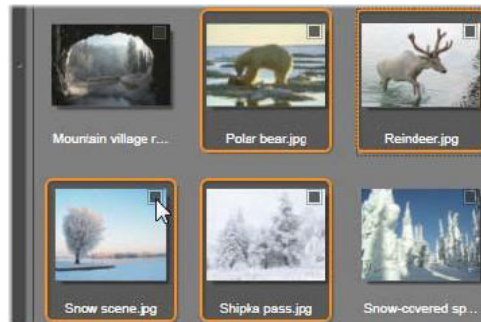 Mountain village r...
Polar bear.jpg
Reindeer.jpg
Snow scene.jpg
Shipka pass.jpg
Snow-covered sp...